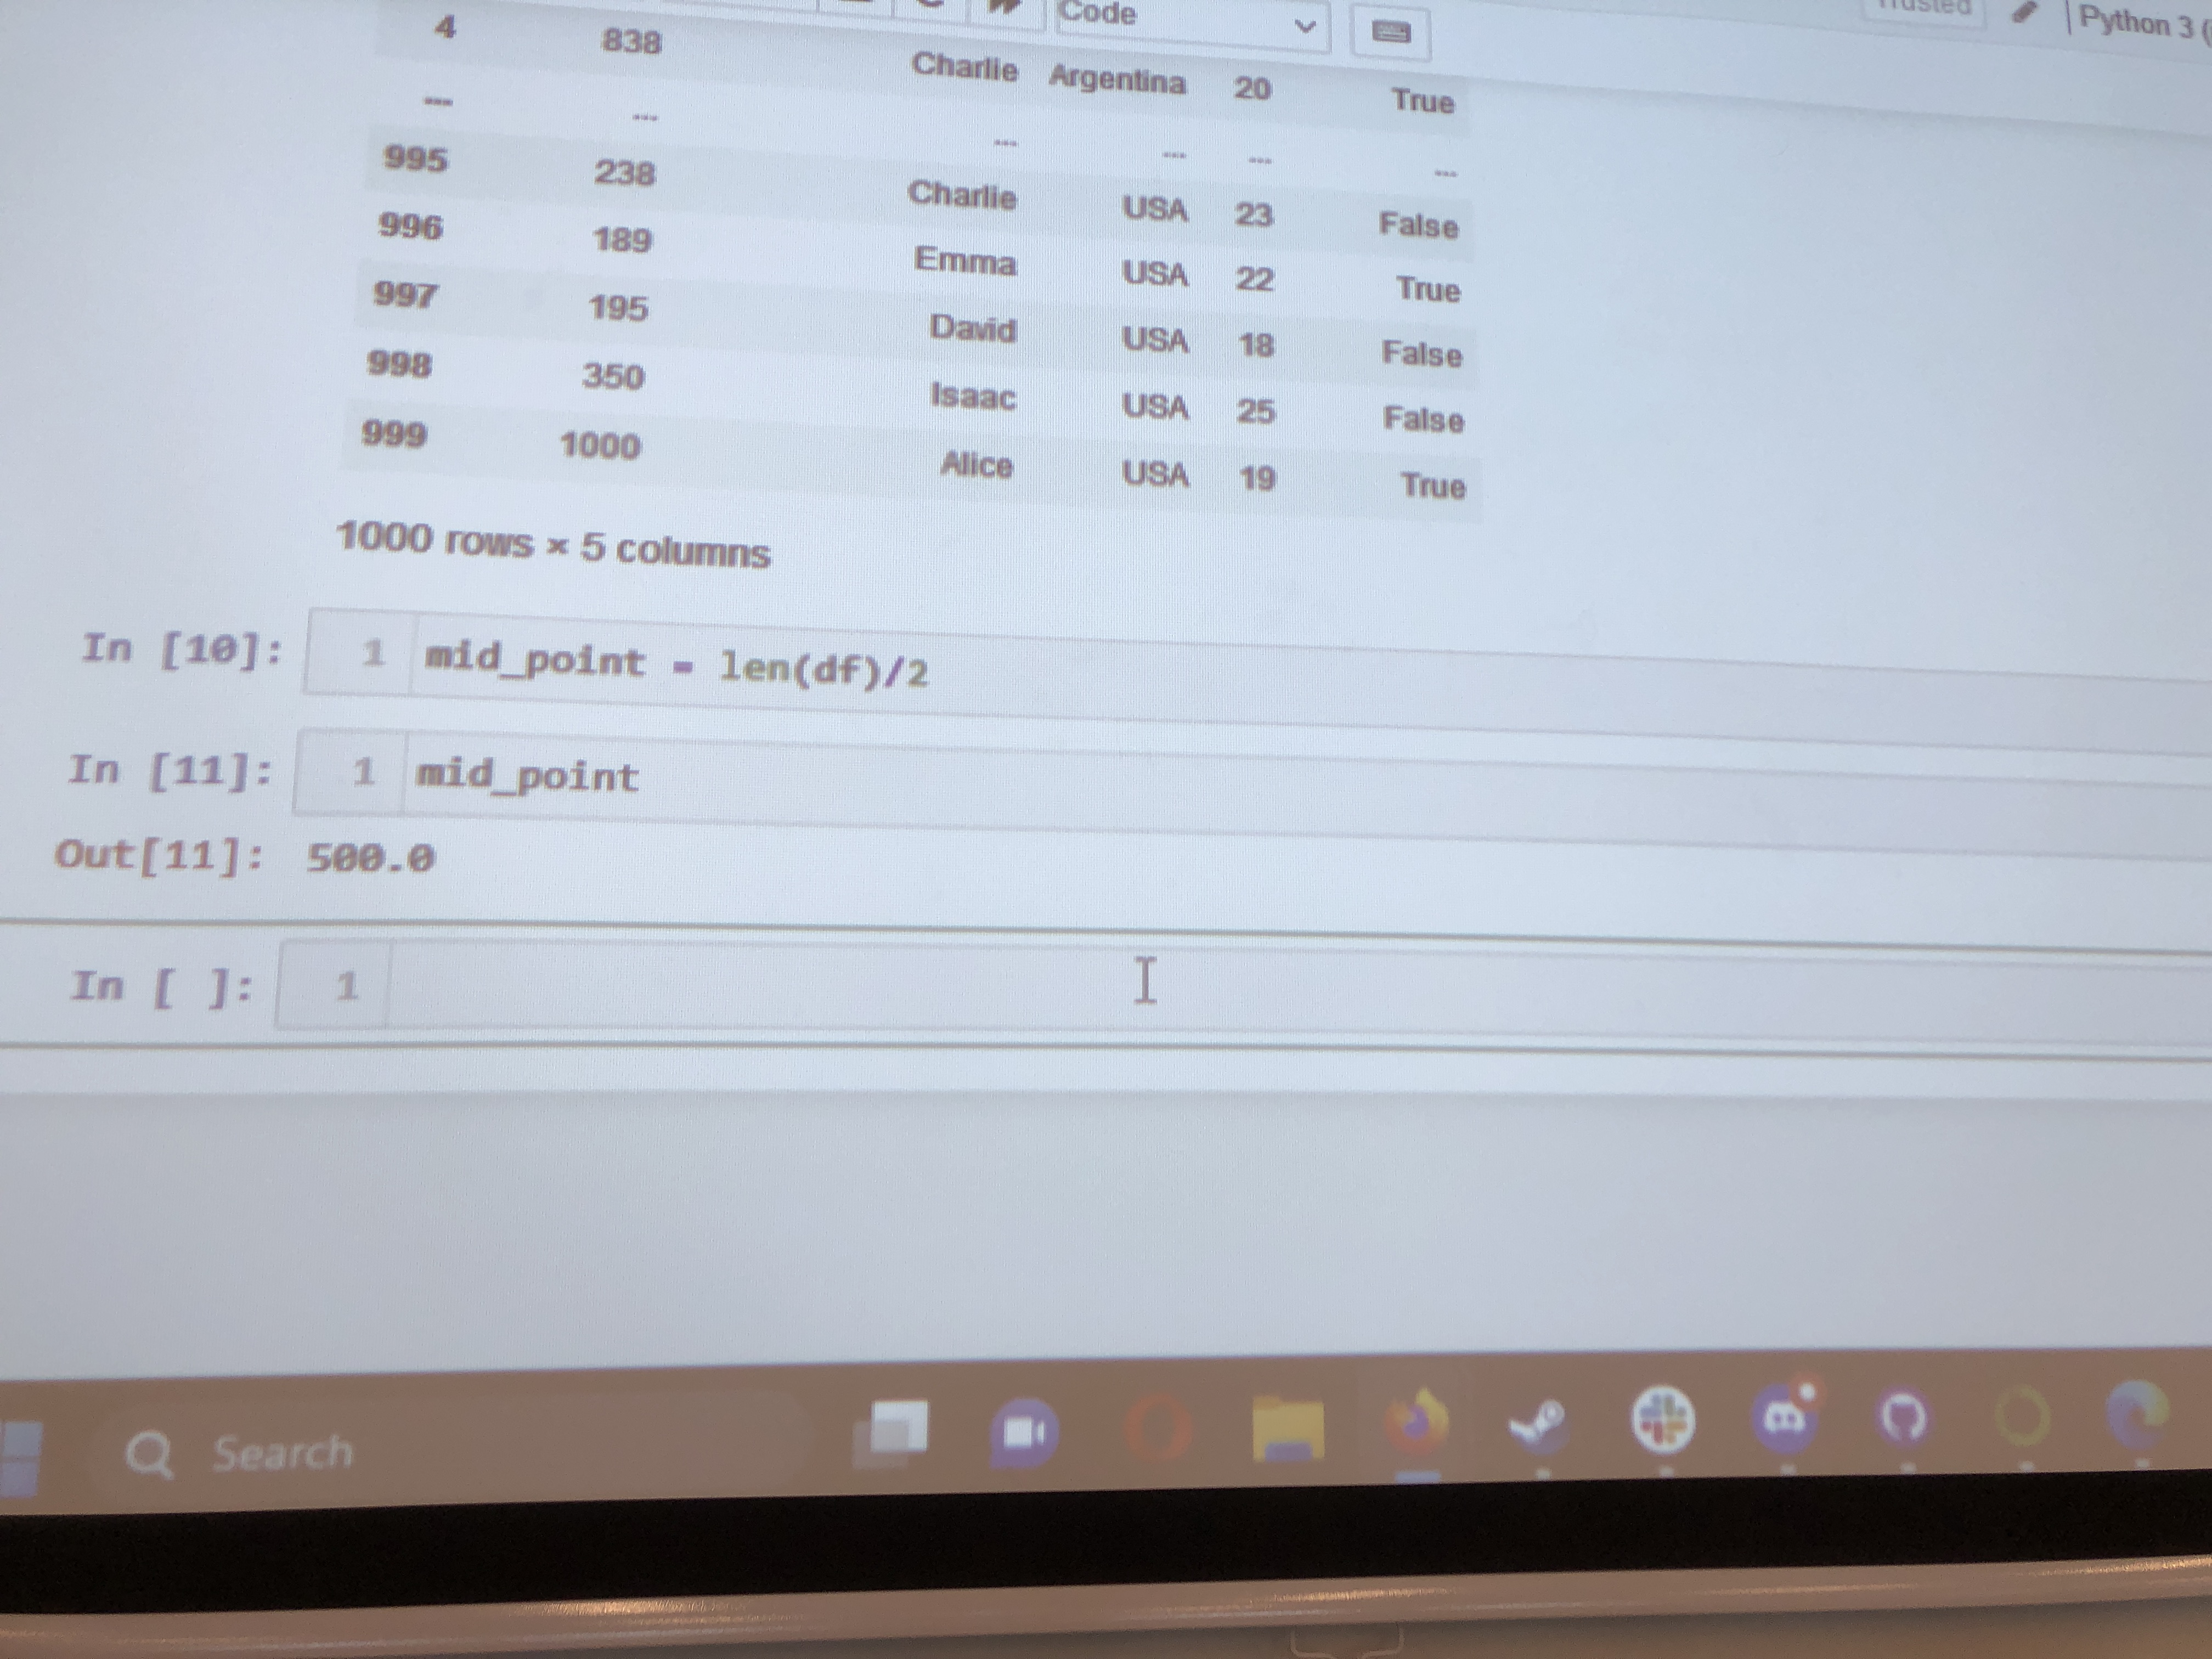 Code
Trusted
Python 3 (
4 838 Charlie Argentina 20 True
... ... ... ... ... ...
995 238 Charlie USA 23 False
996 189 Emma USA 22 True
997 195 David USA 18 False
998 350 Isaac USA 25 False
999 1000 Alice USA 19 True
1000 rows × 5 columns
In [10]: 1 mid_point = len(df)/2
In [11]: 1 mid_point
Out[11]: 500.0
In [ ]: 1
Search